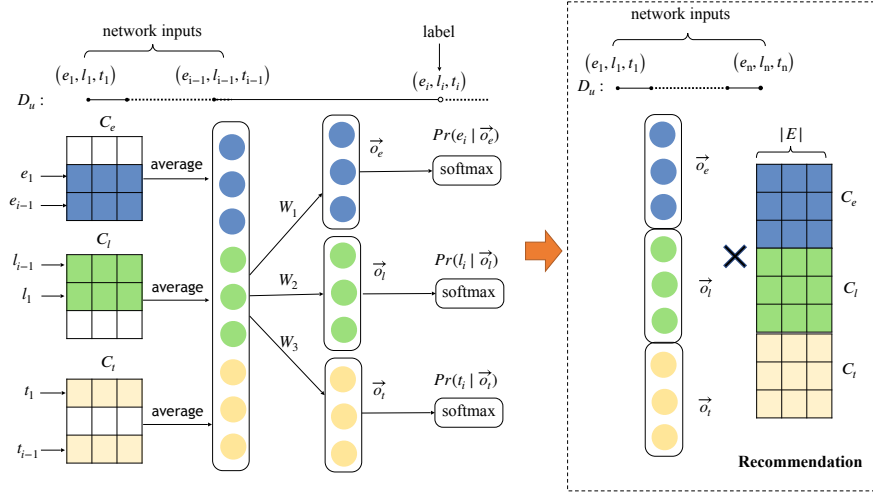 network inputs
label
(e₁, l₁, t₁)
(eᵢ₋₁, lᵢ₋₁, tᵢ₋₁)
(eᵢ, lᵢ, tᵢ)
Dᵤ :
Cₑ
e₁
eᵢ₋₁
average
Cₗ
lᵢ₋₁
l₁
average
Cₜ
t₁
tᵢ₋₁
average
W₁
W₂
W₃
→oₑ
Pr(eᵢ | →oₑ)
softmax
→oₗ
Pr(lᵢ | →oₗ)
softmax
→oₜ
Pr(tᵢ | →oₜ)
softmax
network inputs
(e₁, l₁, t₁)
(eₙ, lₙ, tₙ)
Dᵤ :
→oₑ
→oₗ
→oₜ
×
|E|
Cₑ
Cₗ
Cₜ
Recommendation